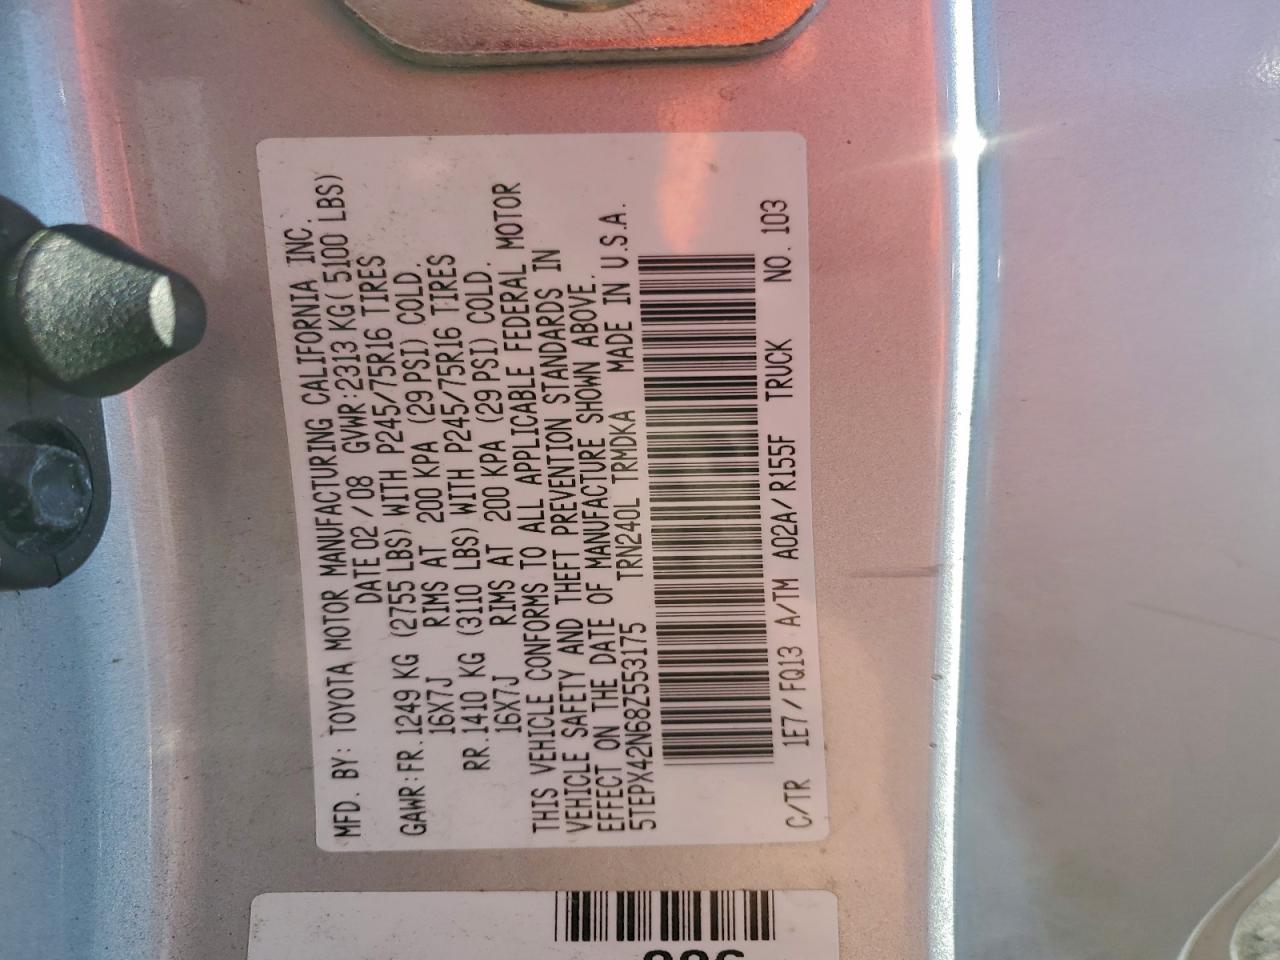 MFD. BY: TOYOTA MOTOR MANUFACTURING CALIFORNIA INC.
DATE 02 / 08 GVWR: 2313 KG( 5100 LBS)
GAWR: FR. 1249 KG (2755 LBS) WITH P245/75R16 TIRES
16X7J RIMS AT 200 KPA (29 PSI) COLD.
RR. 1410 KG (3110 LBS) WITH P245/75R16 TIRES
16X7J RIMS AT 200 KPA (29 PSI) COLD.
THIS VEHICLE CONFORMS TO ALL APPLICABLE FEDERAL MOTOR
VEHICLE SAFETY AND THEFT PREVENTION STANDARDS IN
EFFECT ON THE DATE OF MANUFACTURE SHOWN ABOVE.
5TEPX42N68Z553175 TRN240L TRMDKA MADE IN U.S.A.
C/TR 1E7/FQ13 A/TM A02A/R155F TRUCK NO. 103